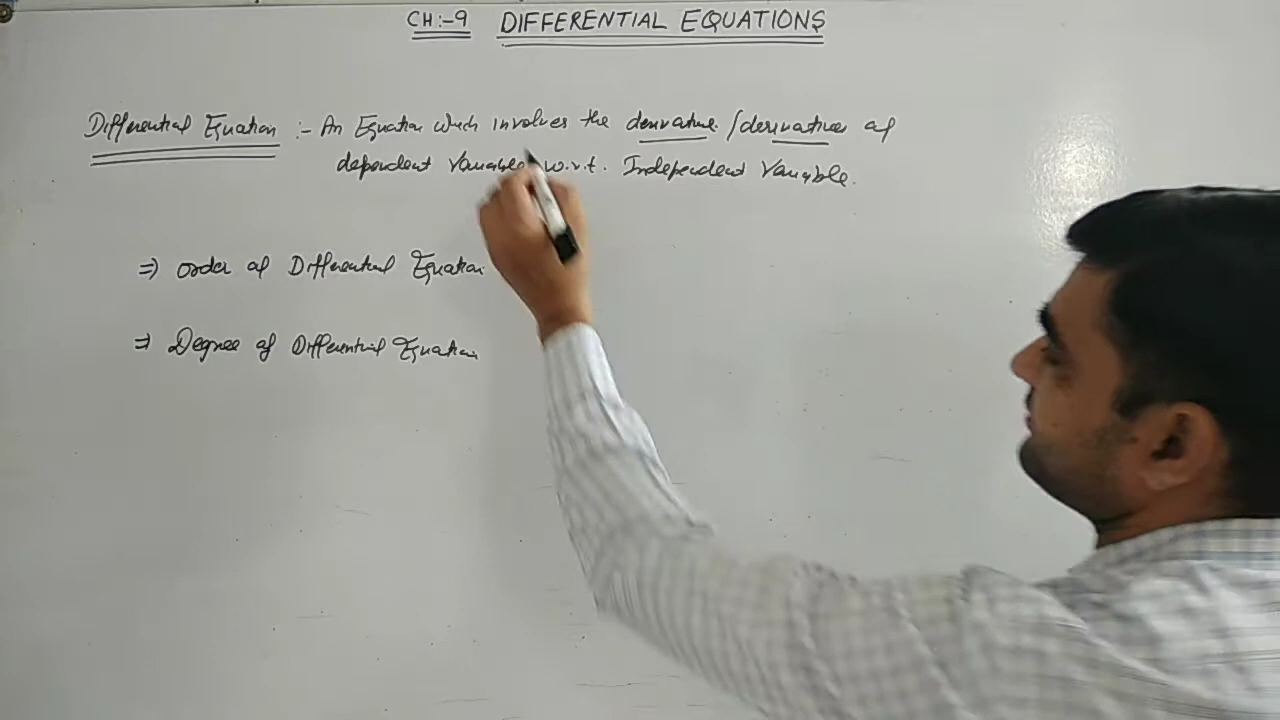 CH:-9 DIFFERENTIAL EQUATIONS
Differential Equation :- An Equation which involves the derivative / derivatives of
dependent Variable w.r.t. Independent Variable.
=> order of Differential Equation
=> Degree of Differential Equation